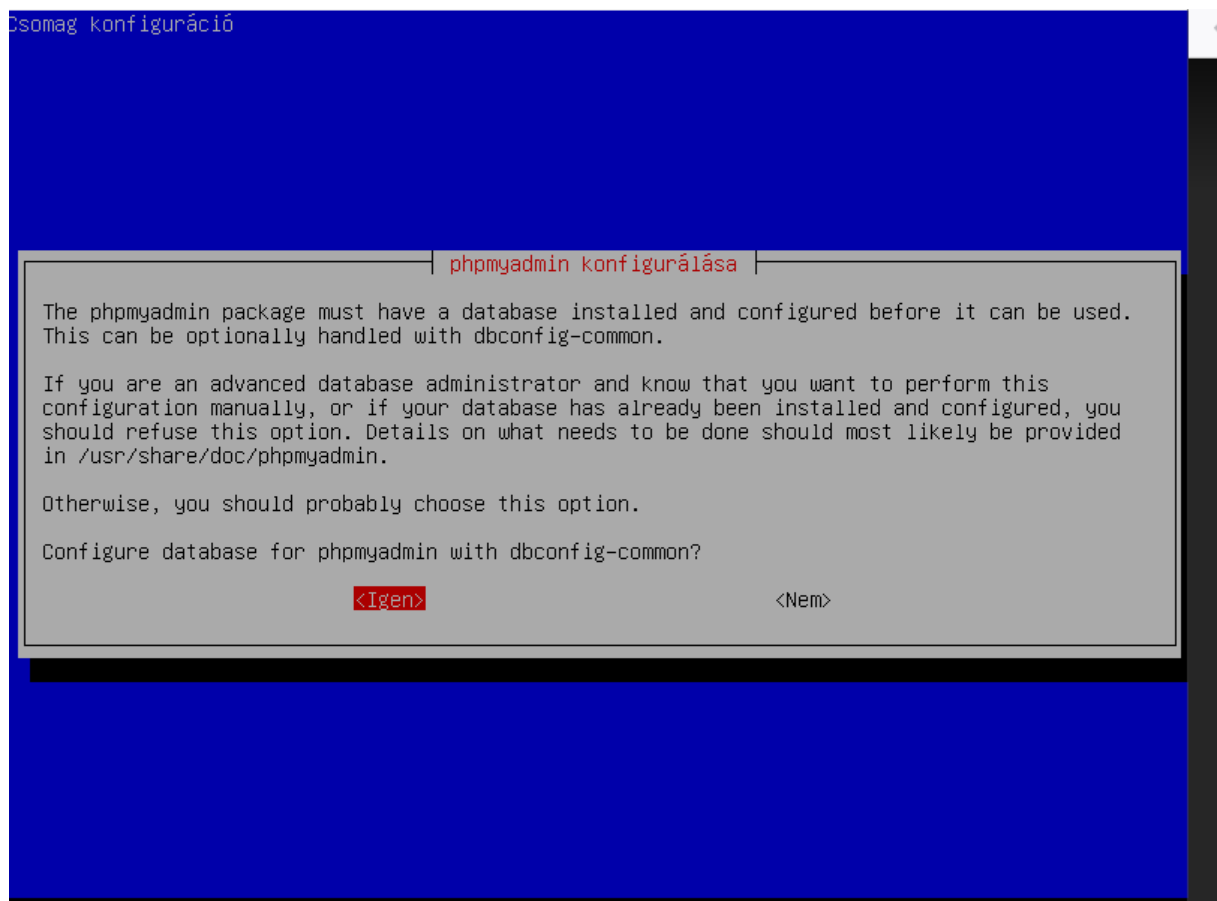 Csomag konfiguráció
phpmyadmin konfigurálása
The phpmyadmin package must have a database installed and configured before it can be used.
This can be optionally handled with dbconfig-common.
If you are an advanced database administrator and know that you want to perform this
configuration manually, or if your database has already been installed and configured, you
should refuse this option. Details on what needs to be done should most likely be provided
in /usr/share/doc/phpmyadmin.
Otherwise, you should probably choose this option.
Configure database for phpmyadmin with dbconfig-common?
<Igen> <Nem>